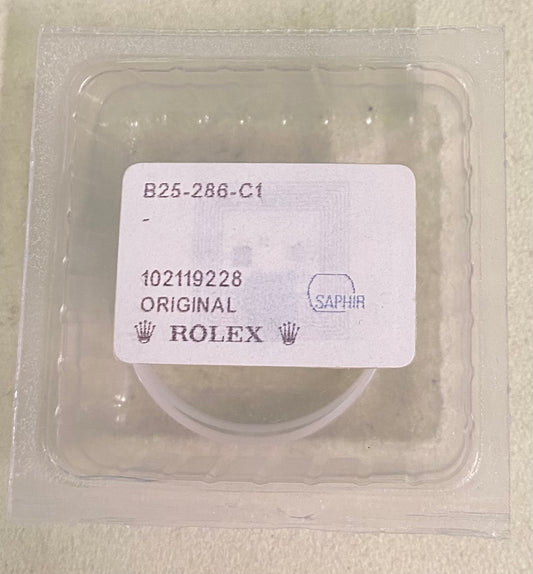 B25-286-C1
-
102119228
ORIGINAL
SAPHIR
ROLEX